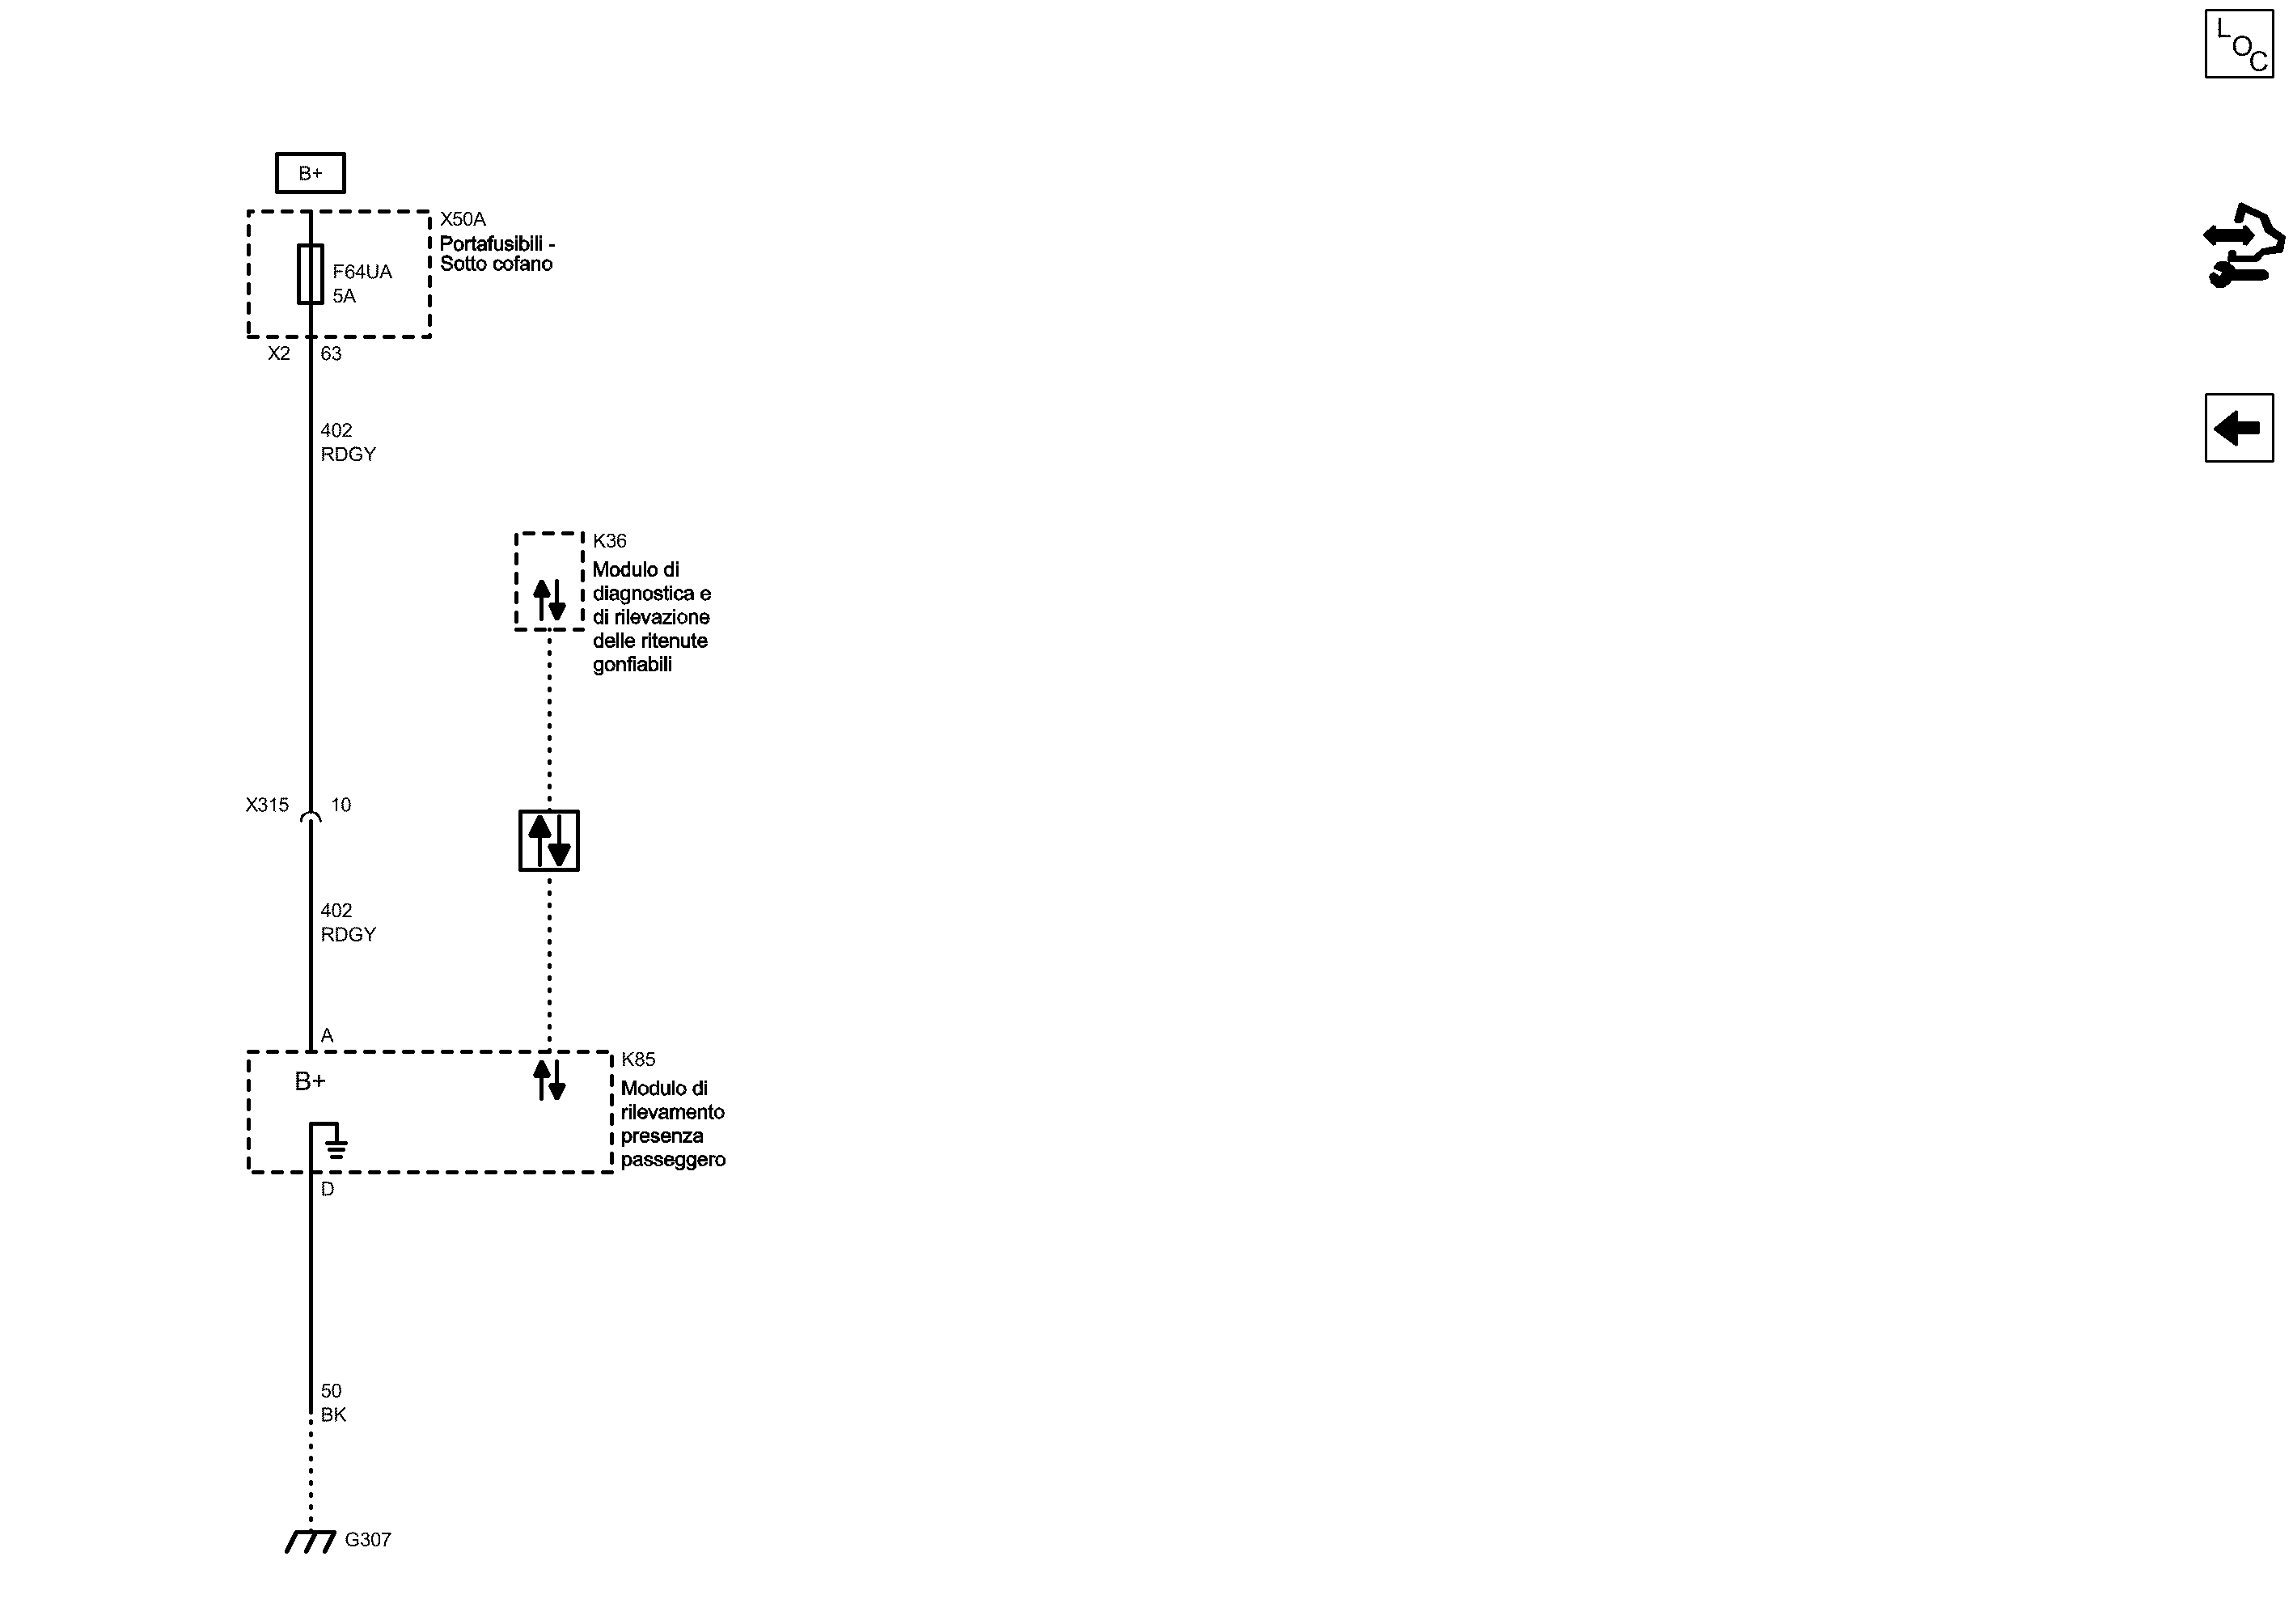 LOC
B+
X50A
Portafusibili -
Sotto cofano
F64UA
5A
X2 63
402
RDGY
K36
Modulo di
diagnostica e
di rilevazione
delle ritenute
gonfiabili
X315 10
402
RDGY
A
K85
B+
Modulo di
rilevamento
presenza
passeggero
D
50
BK
G307